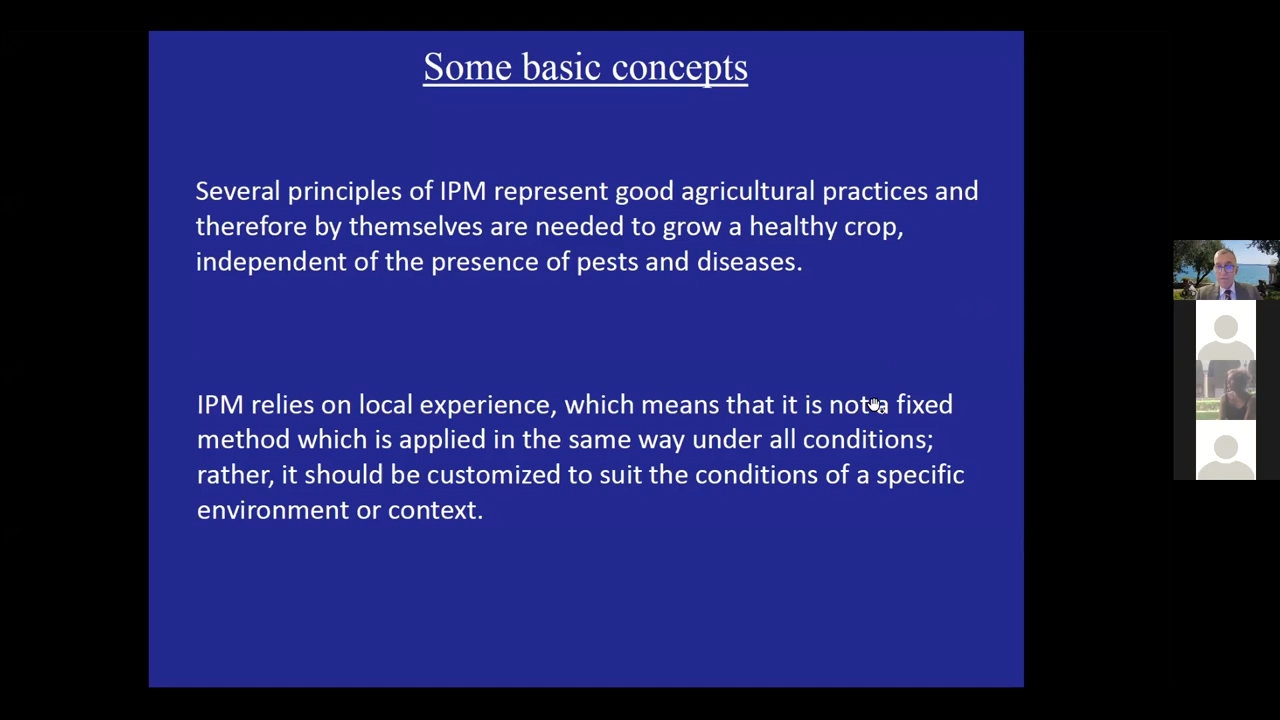 Some basic concepts
Several principles of IPM represent good agricultural practices and
therefore by themselves are needed to grow a healthy crop,
independent of the presence of pests and diseases.
IPM relies on local experience, which means that it is not a fixed
method which is applied in the same way under all conditions;
rather, it should be customized to suit the conditions of a specific
environment or context.